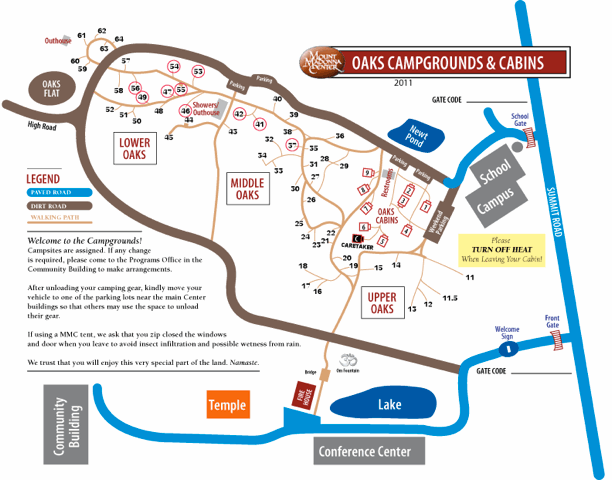 MOUNT MADONNA CENTER
OAKS CAMPGROUNDS & CABINS
2011
GATE CODE
School Gate
61
62
64
63
Outhouse
60
59
57
54
53
58
56
49
47
55
52
51
50
48
46
44
45
43
42
41
40
39
38
37
36
35
34
33
32
31
30
29
28
27
26
25
24
23
22
21
20
19
18
17
16
15
14
13
12
11.5
11
Showers/
Outhouse
Parking
Parking
Parking
Parking
Weekend
Parking
Restrooms
OAKS
FLAT
High Road
LOWER
OAKS
MIDDLE
OAKS
UPPER
OAKS
OAKS
CABINS
9
8
7
6
5
4
3
2
1
C
CARETAKER
Newt
Pond
School
Campus
SUMMIT ROAD
LEGEND
PAVED ROAD
DIRT ROAD
WALKING PATH
Please
TURN OFF HEAT
When Leaving Your Cabin!
Welcome to the Campgrounds!
Campsites are assigned. If any change
is required, please come to the Programs Office in the
Community Building to make arrangements.
After unloading your camping gear, kindly move your
vehicle to one of the parking lots near the main Center
buildings so that others may use the space to unload
their gear.
If using a MMC tent, we ask that you zip closed the windows
and door when you leave to avoid insect infiltration and possible wetness from rain.
We trust that you will enjoy this very special part of the land. Namaste.
Welcome
Sign
Front
Gate
GATE CODE
Bridge
Om Fountain
FIRE
HOUSE
Temple
Lake
Community
Building
Conference Center